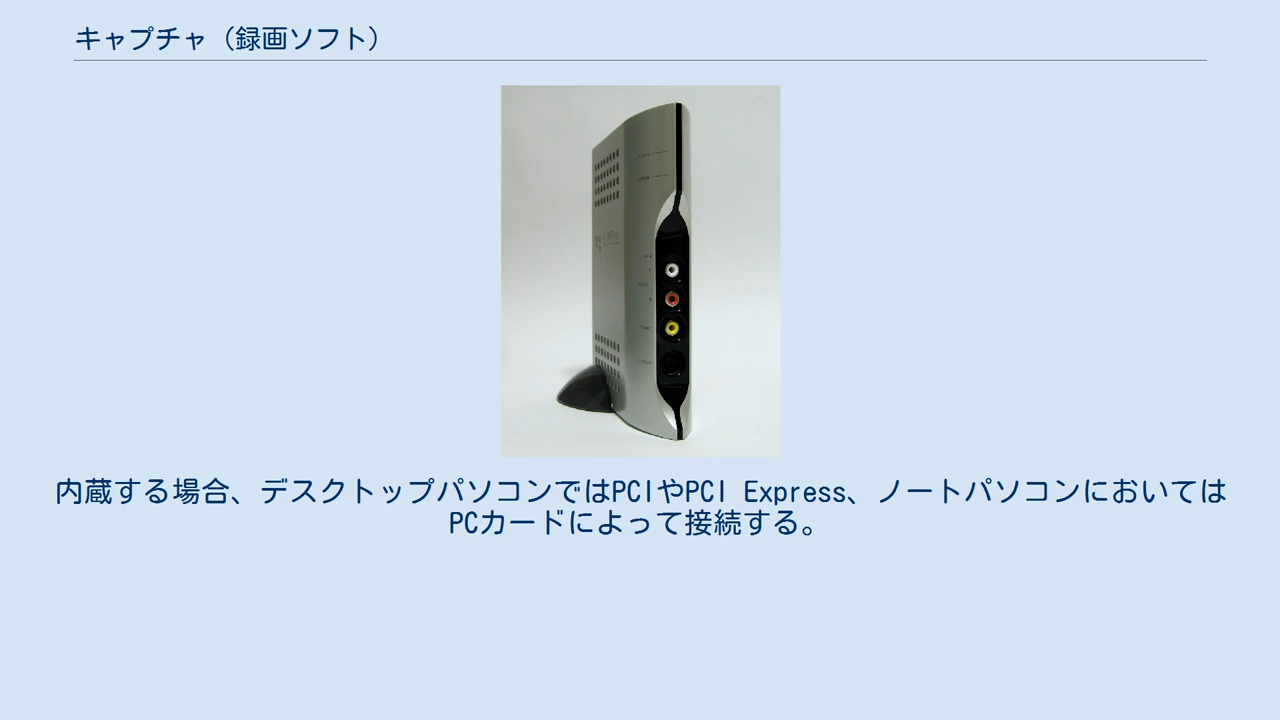 キャプチャ（録画ソフト）
内蔵する場合、デスクトップパソコンではPCIやPCI Express、ノートパソコンにおいては
PCカードによって接続する。